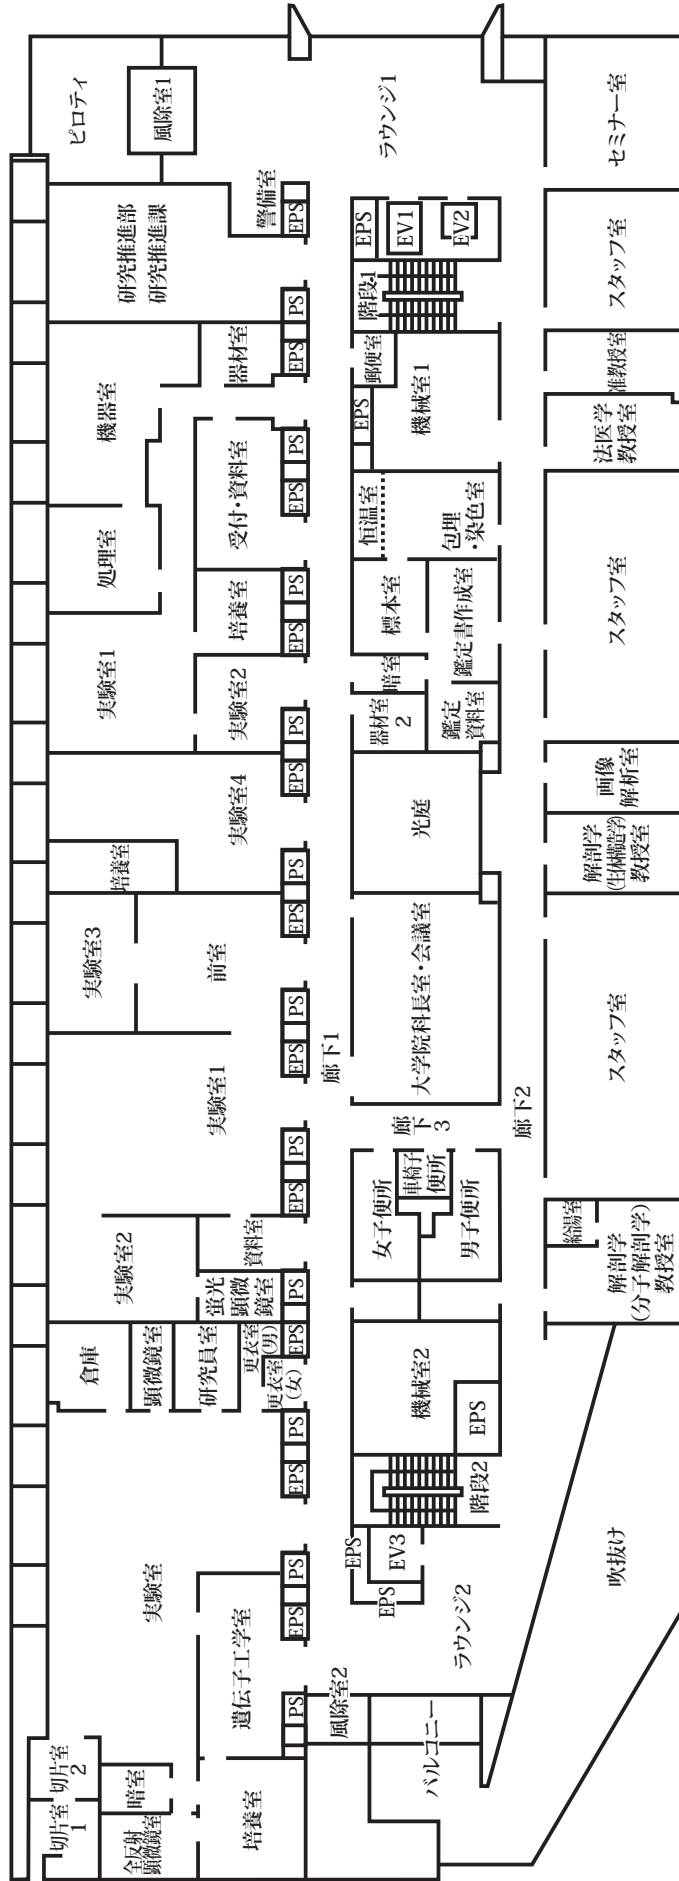 ピロティ
風除室1
ラウンジ1
セミナー室
研究推進部
研究推進課
警備室
EPS
EPS
EV1
EV2
スタッフ室
PS
階段1
機器室
器材室
EPS
郵便室
EPS
機械室1
准教授室
法医学
教授室
受付・資料室
PS
EPS
処理室
恒温室
包埋
・染色室
スタッフ室
培養室
PS
EPS
標本室
鑑定書作成室
実験室1
実験室2
暗室
器材室
2
鑑定
資料室
PS
EPS
画像
解析室
実験室4
光庭
培養室
PS
EPS
解剖学
(生体構造学)
教授室
実験室3
前室
大学院科長室・会議室
スタッフ室
PS
EPS
実験室1
廊下1
廊下
3
廊下2
PS
EPS
女子便所
車椅子
便所
男子便所
給湯室
解剖学
(分子解剖学)
教授室
実験室2
資料室
蛍光
顕微
鏡室
PS
EPS
倉庫
顕微鏡室
研究員室
更衣室
(男)
更衣室
(女)
機械室2
EPS
PS
EPS
階段2
実験室
EPS
EV3
EPS
吹抜け
PS
EPS
遺伝子工学室
ラウンジ2
PS
風除室2
バルコニー
切片室
2
切片室
1
暗室
全反射
顕微鏡室
培養室